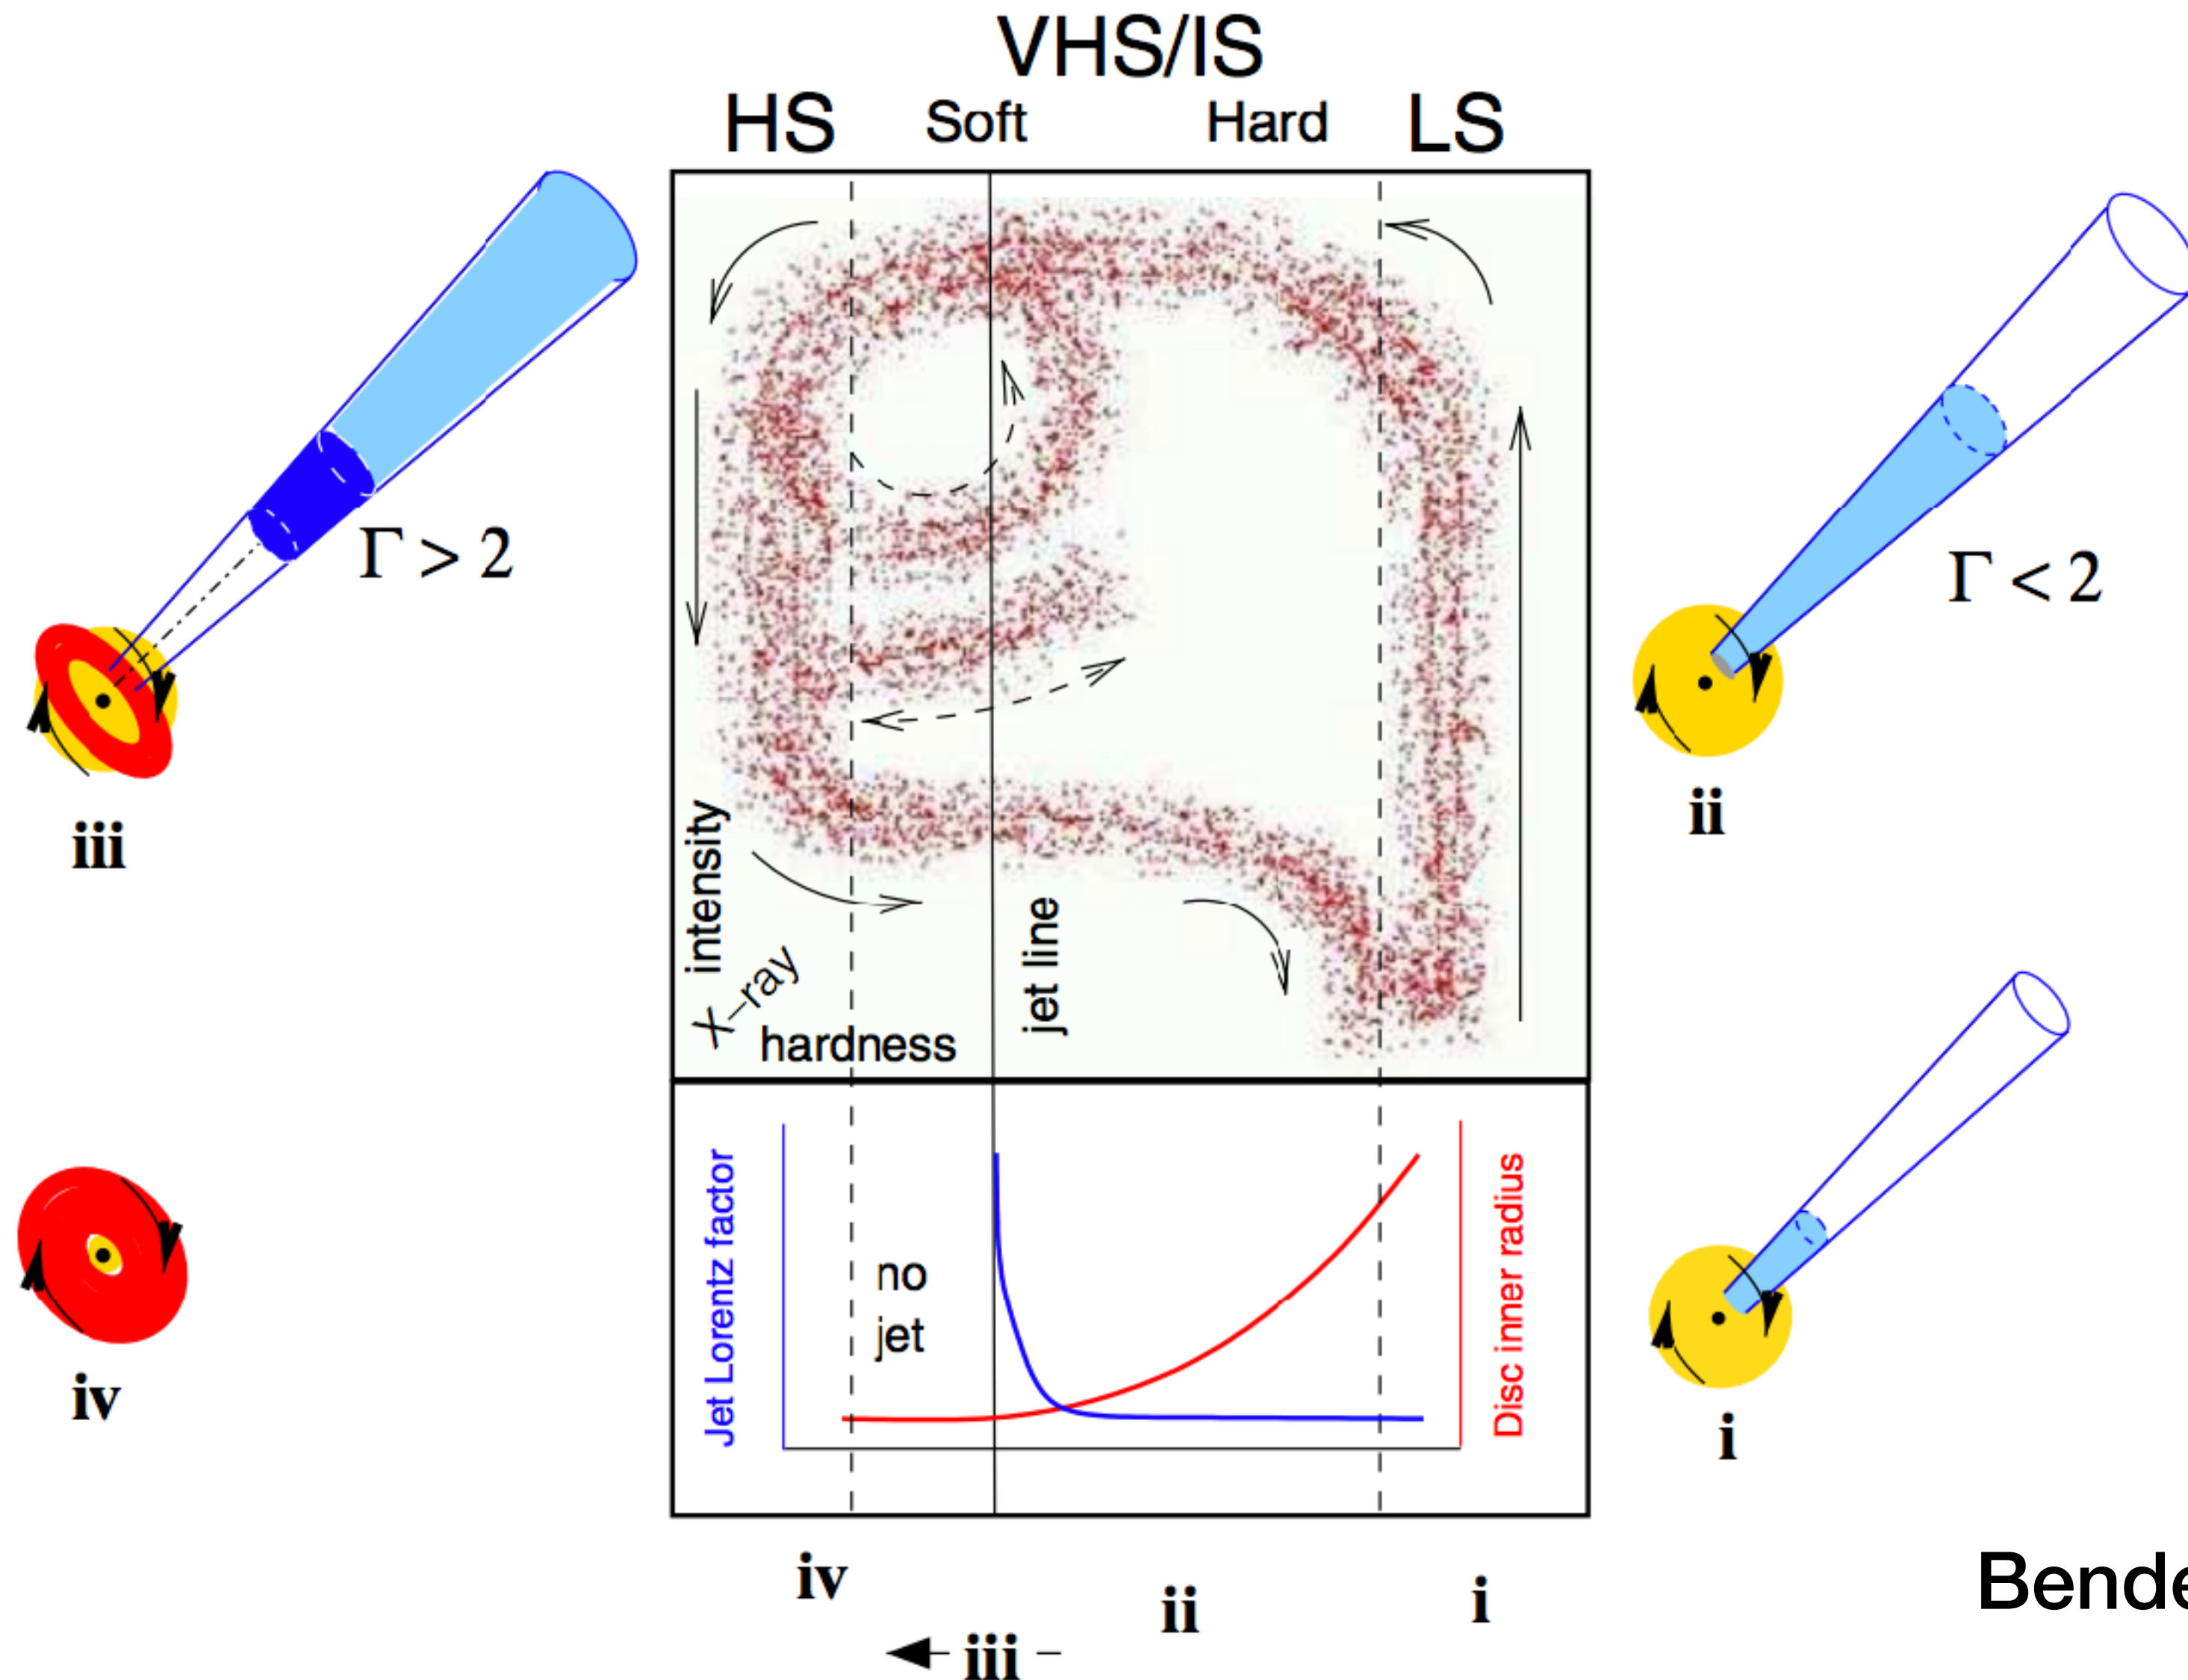 VHS/IS
HS Soft Hard LS
Γ > 2
Γ < 2
iii
ii
intensity
X-ray
hardness
jet line
iv
i
Jet Lorentz factor
no
jet
Disc inner radius
iv
ii
i
iii
Bende